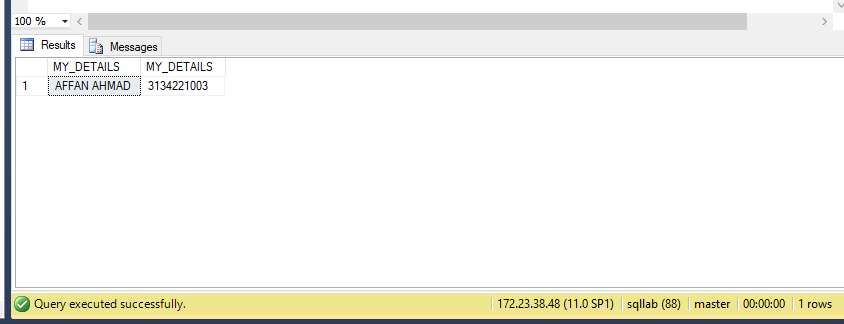 100 %
Results Messages
MY_DETAILS MY_DETAILS
1 AFFAN AHMAD 3134221003
Query executed successfully. 172.23.38.48 (11.0 SP1) sqllab (88) master 00:00:00 1 rows